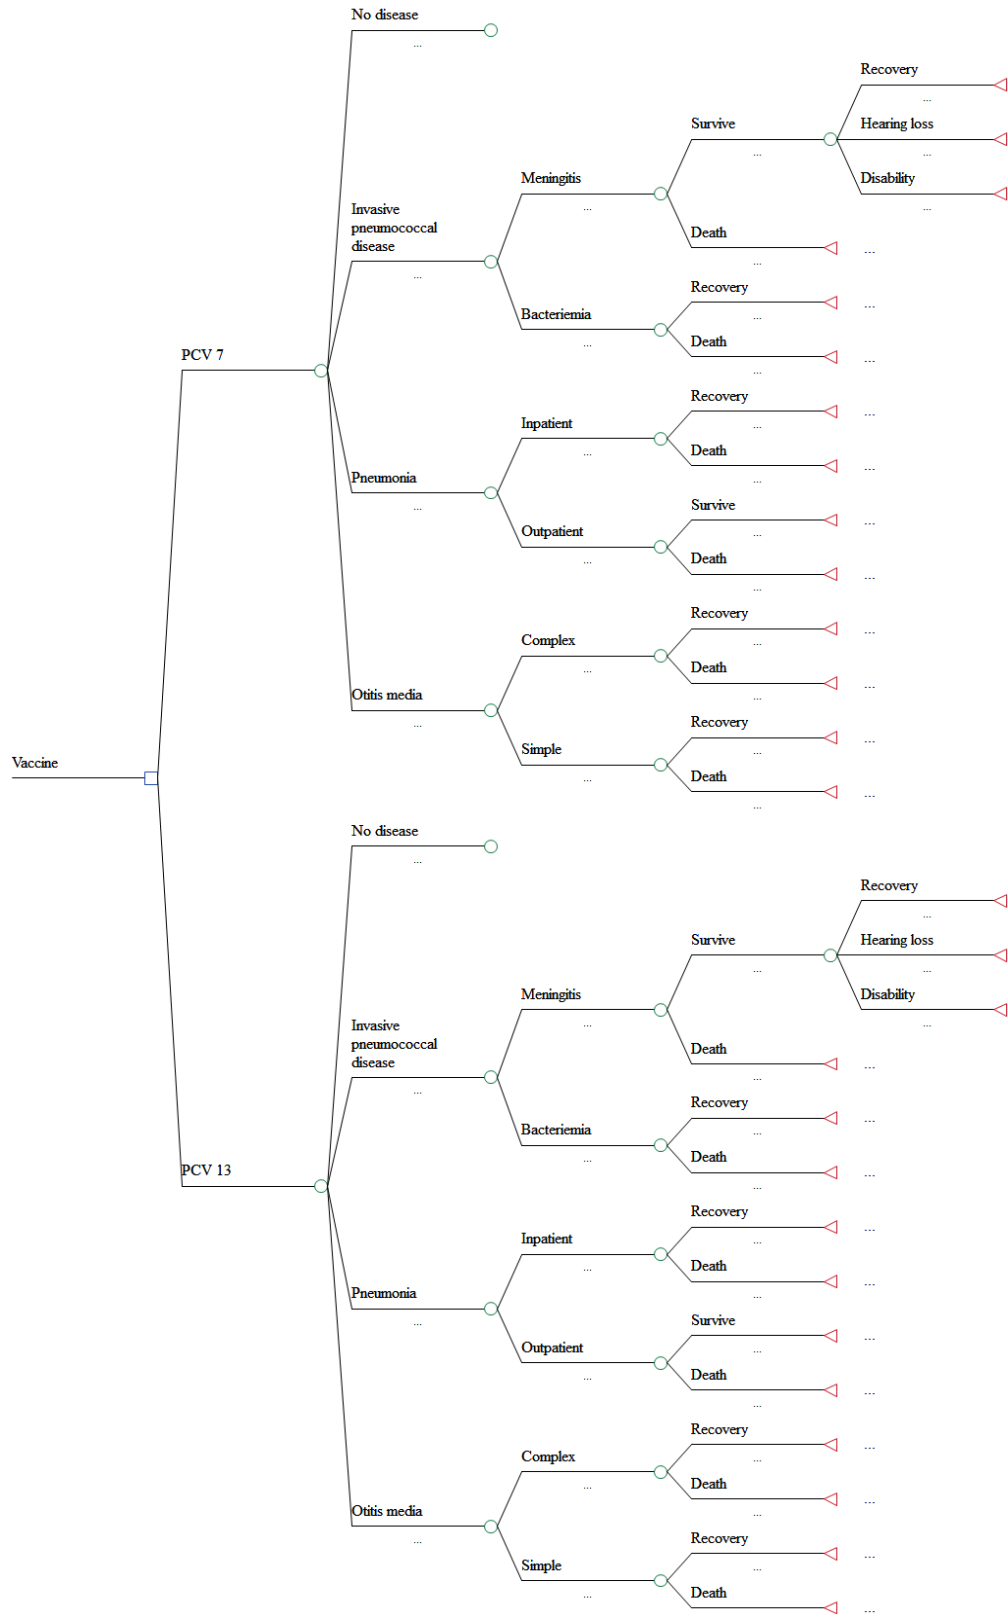 No disease
...
Recovery
...
Survive
Hearing loss
...
...
Meningitis
Disability
...
...
Invasive
pneumococcal
disease
...
Death
...
...
Recovery
...
...
Bacteriemia
...
Death
...
...
PCV 7
Recovery
...
...
Inpatient
...
Death
...
...
Pneumonia
...
Survive
...
...
Outpatient
...
Death
...
...
Recovery
...
...
Complex
...
Death
...
...
Otitis media
...
Recovery
...
...
Simple
...
Death
...
...
Vaccine
No disease
...
Recovery
...
Survive
Hearing loss
...
...
Meningitis
Disability
...
...
Invasive
pneumococcal
disease
...
Death
...
...
Recovery
...
...
Bacteriemia
...
Death
...
...
PCV 13
Recovery
...
...
Inpatient
...
Death
...
...
Pneumonia
...
Survive
...
...
Outpatient
...
Death
...
...
Recovery
...
...
Complex
...
Death
...
...
Otitis media
...
Recovery
...
...
Simple
...
Death
...